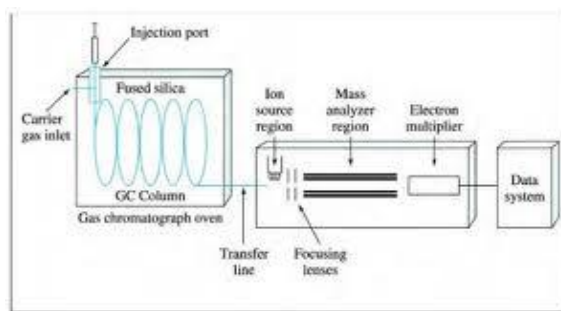 Injection port
Fused silica
Carrier
gas inlet
GC Column
Gas chromatograph oven
Transfer
line
Ion
source
region
Focusing
lenses
Mass
analyzer
region
Electron
multiplier
Data
system